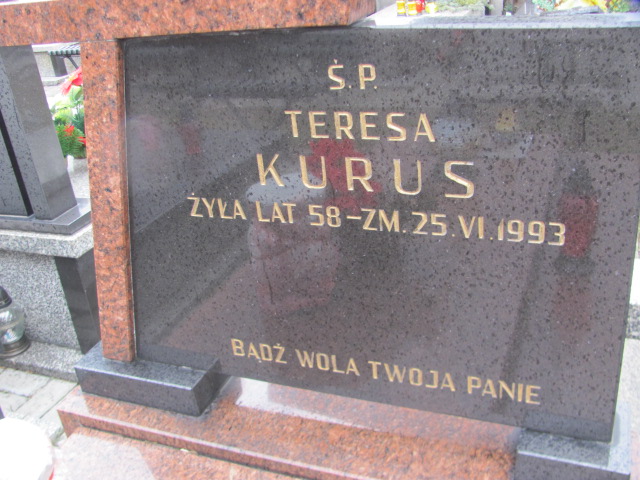 Ś.P.
TERESA
KURUS
ŻYŁA LAT 58-ZM. 25.VI.1993
BĄDŹ WOLA TWOJA PANIE